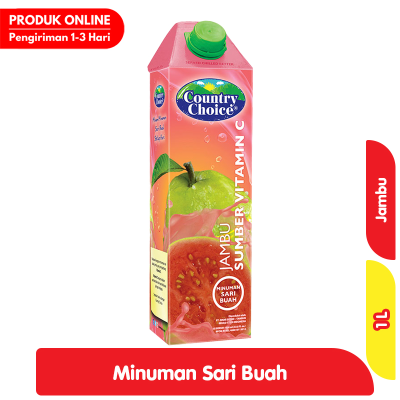 PRODUK ONLINE
Pengiriman 1-3 Hari
Country
Choice
JAMBU
SUMBER VITAMIN C
MINUMAN
SARI
BUAH
Jambu
1L
Minuman Sari Buah